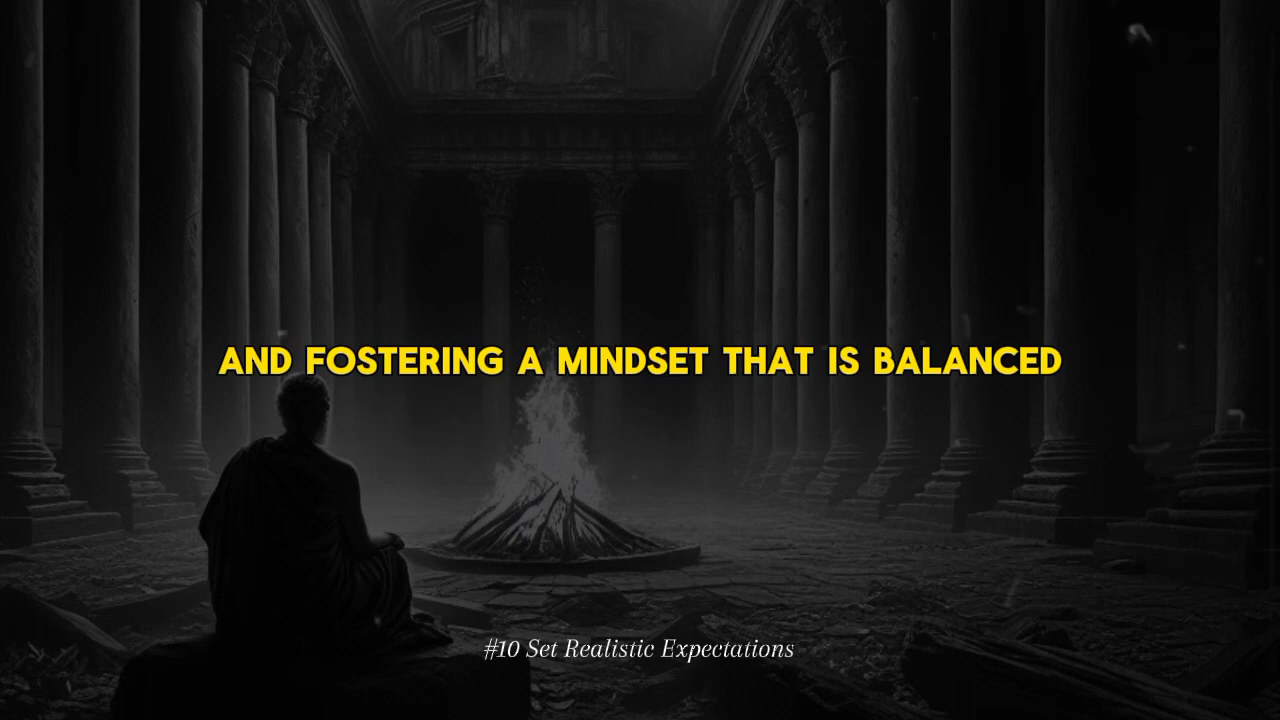 AND FOSTERING A MINDSET THAT IS BALANCED
#10 Set Realistic Expectations